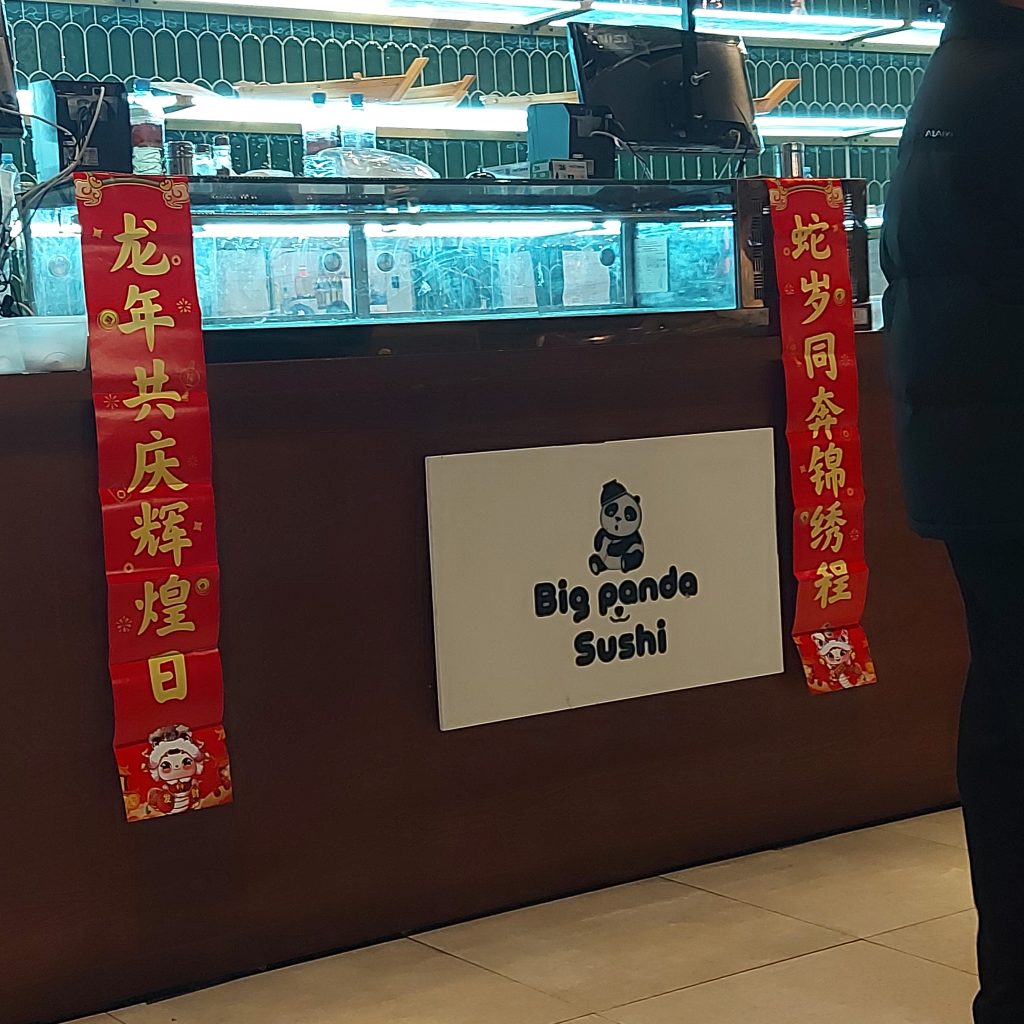 龙年共庆辉煌日
蛇岁同奔锦绣程
Big panda
Sushi